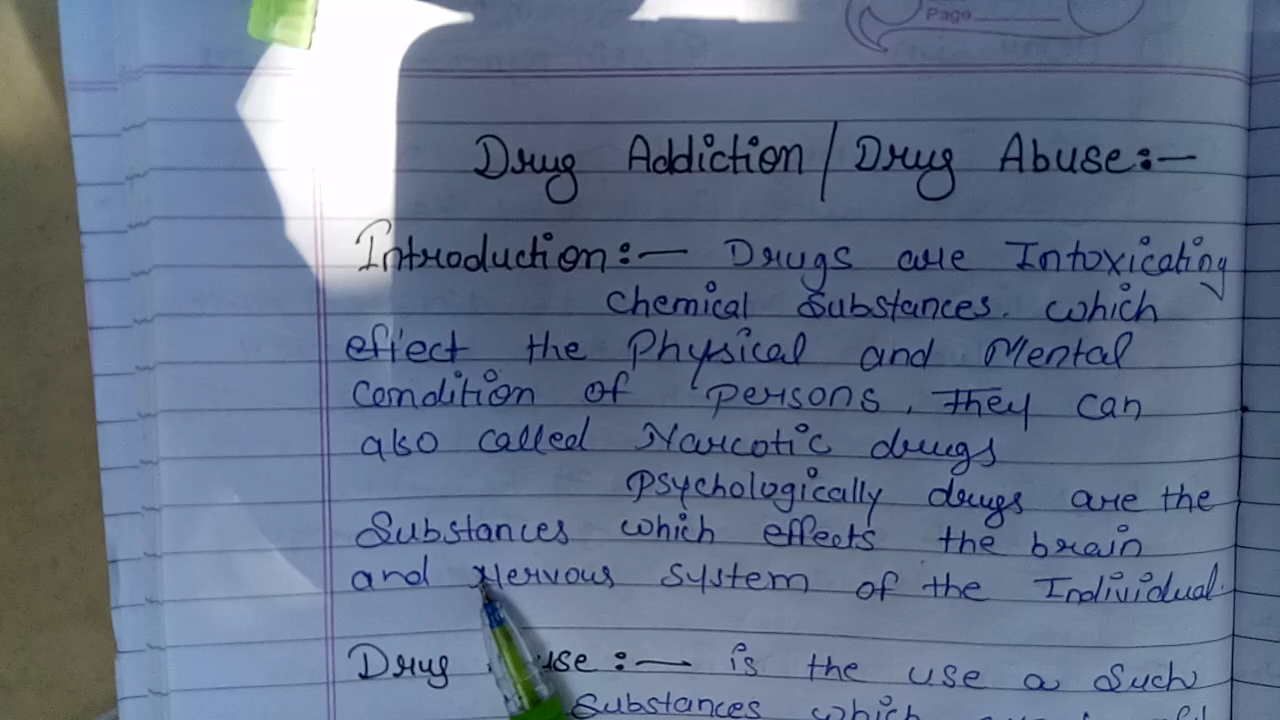 Page
Drug Addiction / Drug Abuse:—
Introduction:— Drugs are Intoxicating
Chemical Substances. which
effect the Physical and Mental
Condition of Persons, They can
also called Narcotic drugs
Psychologically drugs are the
Substances which effects the brain
and Nervous System of the Individual.
Drug use:— is the use a Such
Substances which